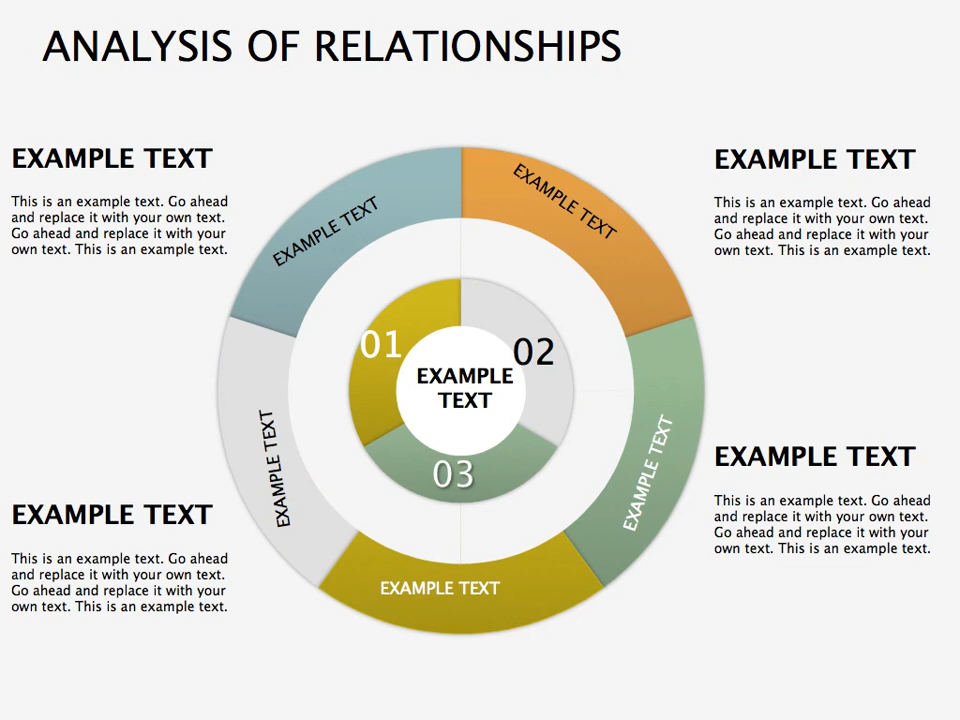 ANALYSIS OF RELATIONSHIPS
EXAMPLE TEXT
This is an example text. Go ahead
and replace it with your own text.
Go ahead and replace it with your
own text. This is an example text.
EXAMPLE TEXT
This is an example text. Go ahead
and replace it with your own text.
Go ahead and replace it with your
own text. This is an example text.
EXAMPLE TEXT
EXAMPLE TEXT
01
02
EXAMPLE
TEXT
03
EXAMPLE TEXT
EXAMPLE TEXT
EXAMPLE TEXT
EXAMPLE TEXT
This is an example text. Go ahead
and replace it with your own text.
Go ahead and replace it with your
own text. This is an example text.
EXAMPLE TEXT
This is an example text. Go ahead
and replace it with your own text.
Go ahead and replace it with your
own text. This is an example text.